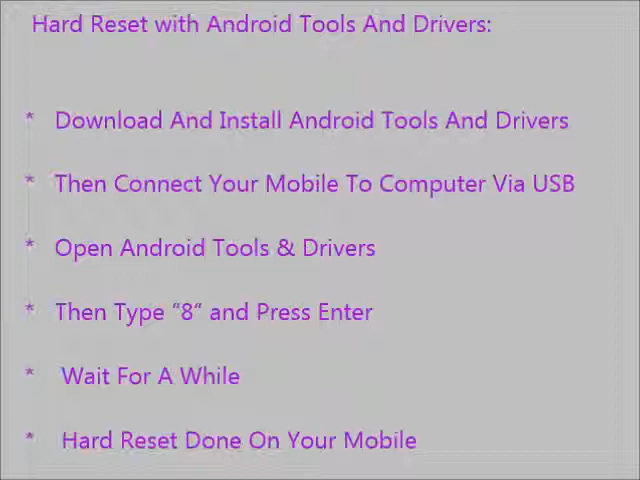 Hard Reset with Android Tools And Drivers:
* Download And Install Android Tools And Drivers
* Then Connect Your Mobile To Computer Via USB
* Open Android Tools & Drivers
* Then Type “8” and Press Enter
* Wait For A While
* Hard Reset Done On Your Mobile